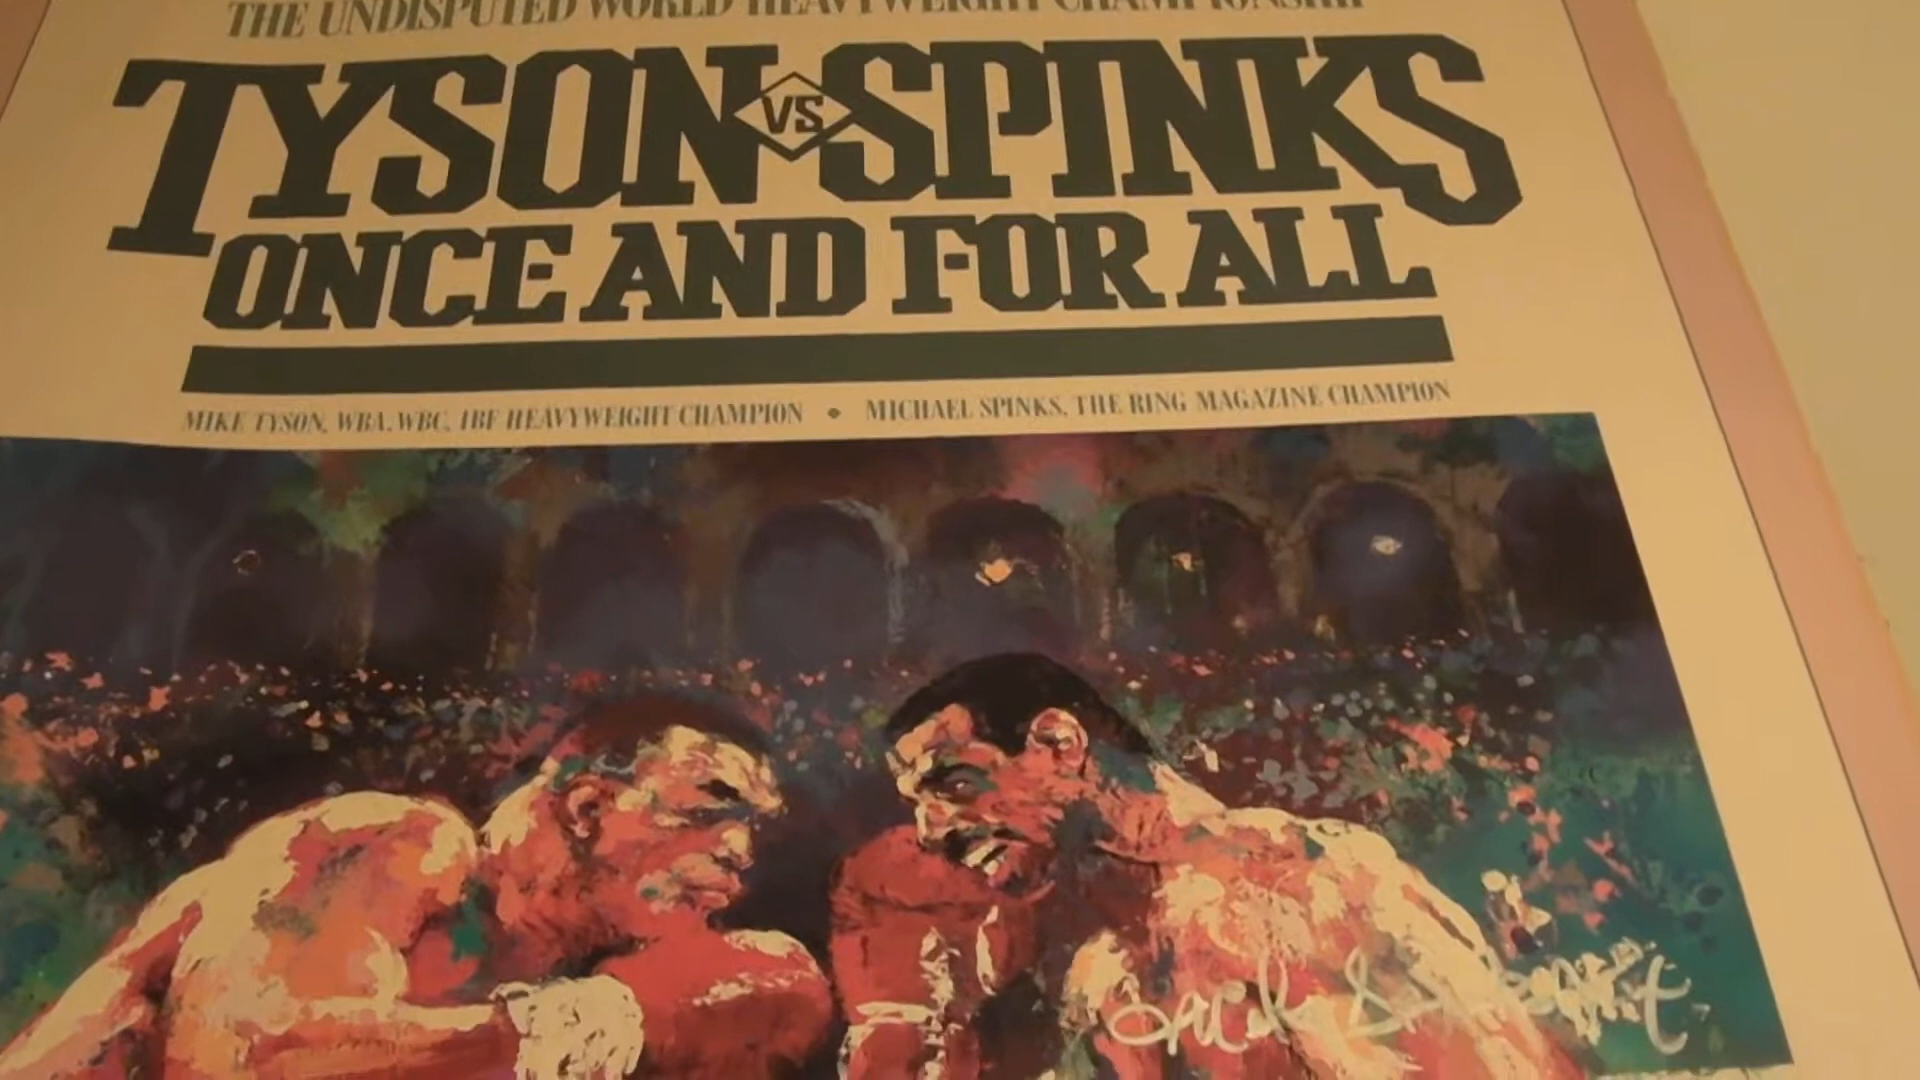 THE UNDISPUTED WORLD HEAVYWEIGHT CHAMPIONSHIP
TYSON VS SPINKS
ONCE AND FOR ALL
MIKE TYSON, WBA, WBC, IBF HEAVYWEIGHT CHAMPION • MICHAEL SPINKS, THE RING MAGAZINE CHAMPION